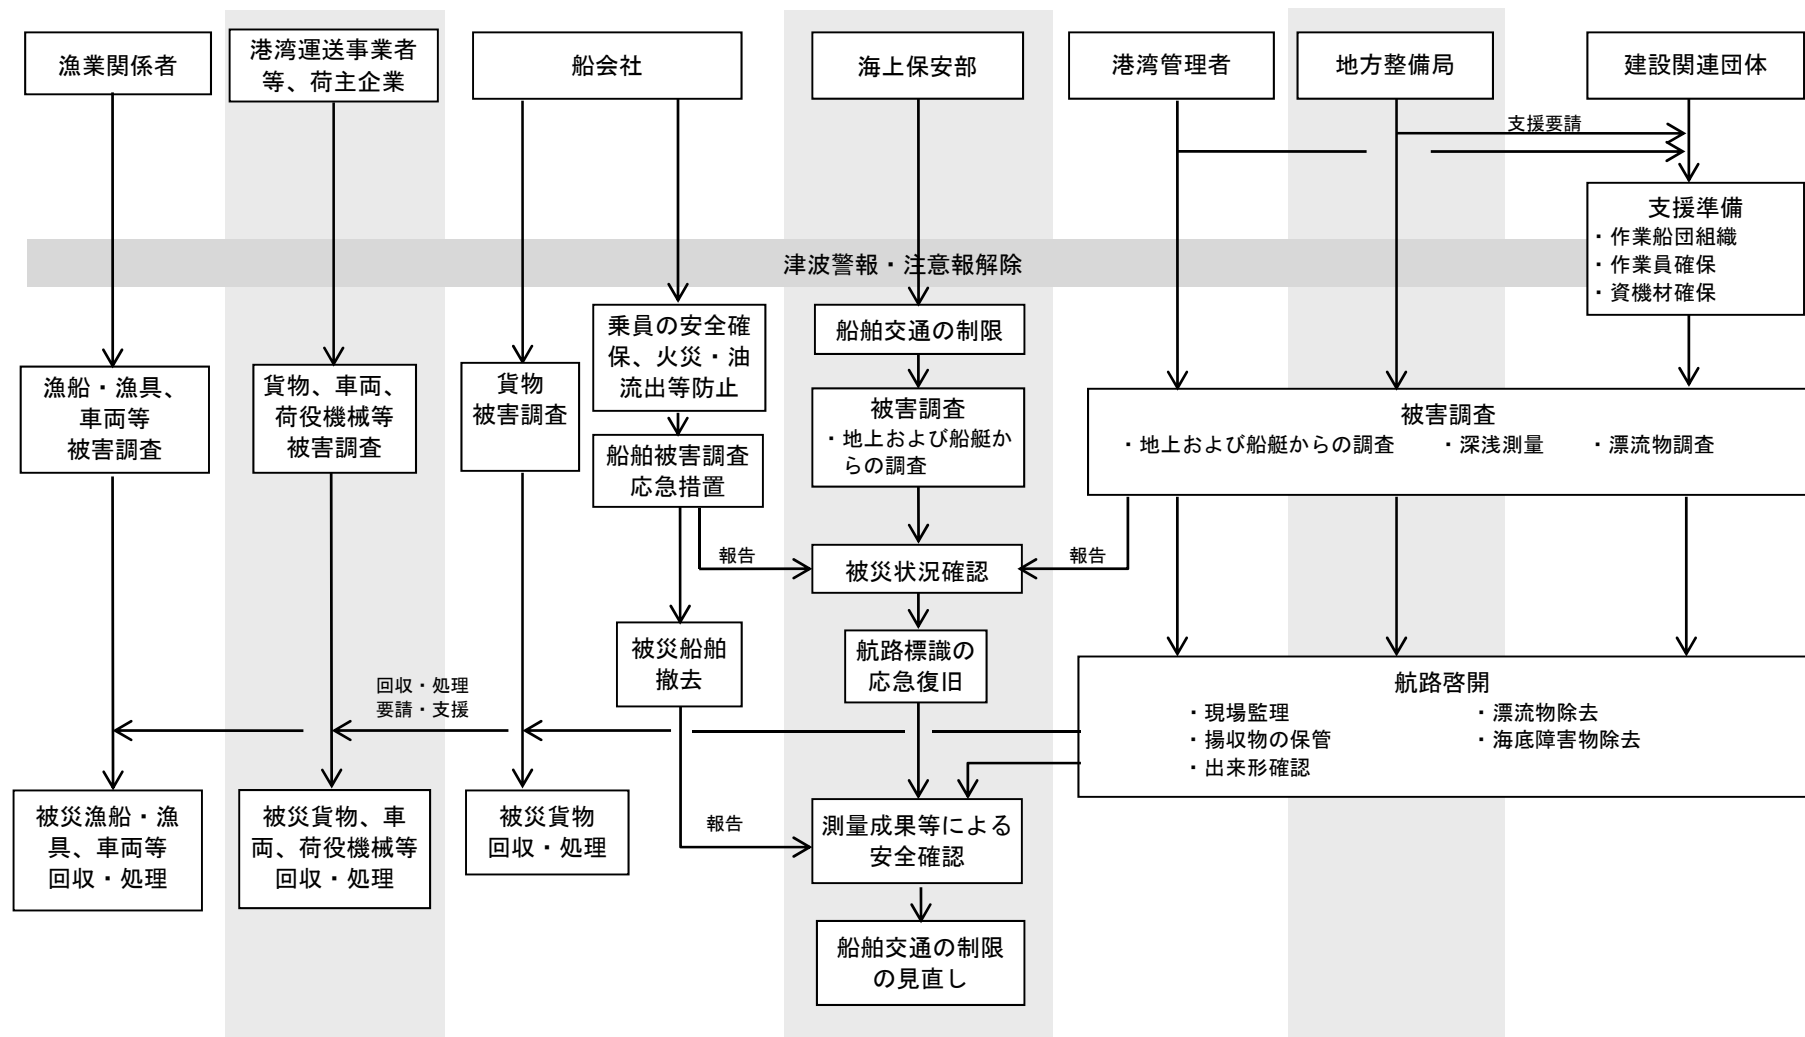 漁業関係者
港湾運送事業者
等、荷主企業
船会社
海上保安部
港湾管理者
地方整備局
建設関連団体
支援要請
支援準備
・作業船団組織
・作業員確保
・資機材確保
津波警報・注意報解除
漁船・漁具、
車両等
被害調査
貨物、車両、
荷役機械等
被害調査
貨物
被害調査
乗員の安全確
保、火災・油
流出等防止
船舶被害調査
応急措置
船舶交通の制限
被害調査
・地上および船艇か
らの調査
被害調査
・地上および船艇からの調査
・深浅測量
・漂流物調査
報告
被災状況確認
報告
被災船舶
撤去
航路標識の
応急復旧
航路啓開
・現場監理
・揚収物の保管
・出来形確認
・漂流物除去
・海底障害物除去
回収・処理
要請・支援
被災漁船・漁
具、車両等
回収・処理
被災貨物、車
両、荷役機械等
回収・処理
被災貨物
回収・処理
報告
測量成果等による
安全確認
船舶交通の制限
の見直し